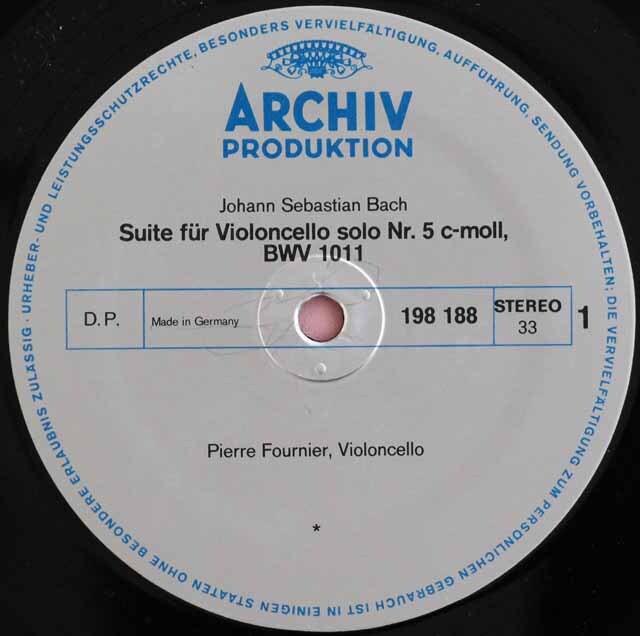 URHEBER- UND LEISTUNGSSCHUTZRECHTE, BESONDERS VERVIELFÄLTIGUNG, AUFFÜHRUNG, SENDUNG VORBEHALTEN; DIE VERVIELFÄLTIGUNG ZUM PERSÖNLICHEN GEBRAUCH IST IN EINIGEN STAATEN OHNE BESONDERE ERLAUBNIS ZULÄSSIG ·
ARCHIV
PRODUKTION
Johann Sebastian Bach
Suite für Violoncello solo Nr. 5 c-moll,
BWV 1011
D.P. Made in Germany 198 188 STEREO 33 1
Pierre Fournier, Violoncello
*